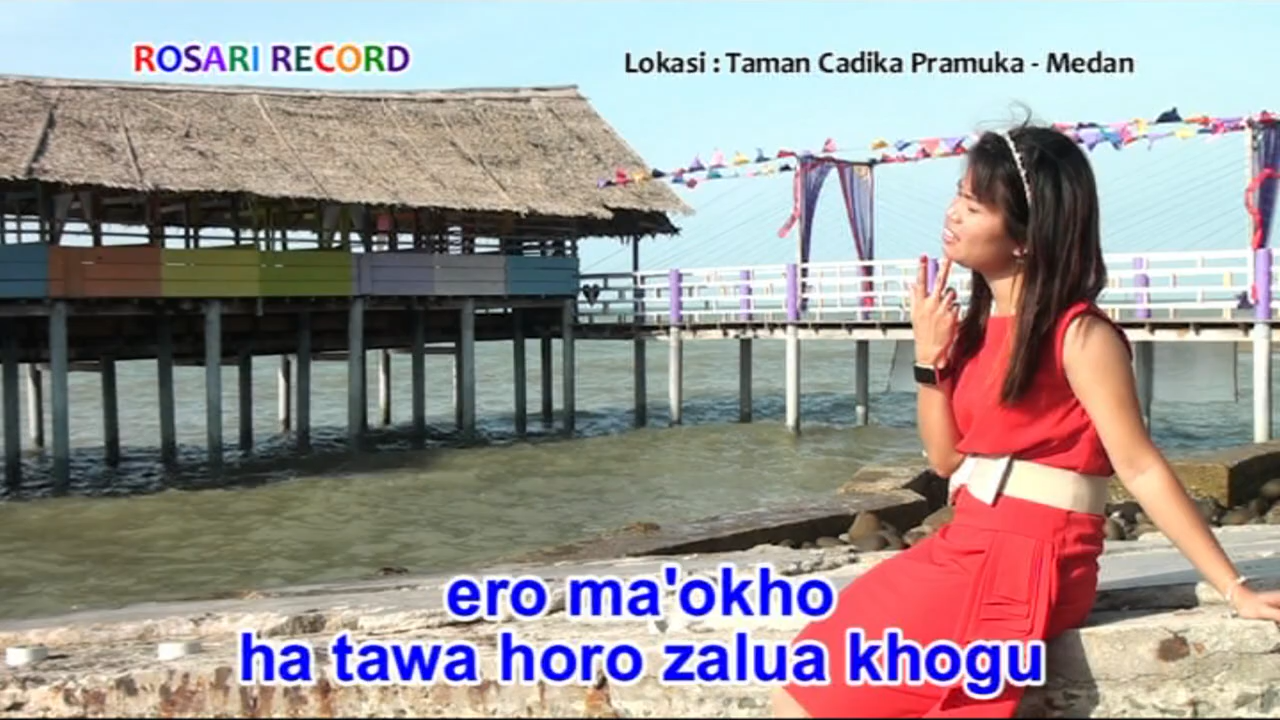 ROSARI RECORD
Lokasi : Taman Cadika Pramuka - Medan
ero ma'okho
ha tawa horo zalua khogu